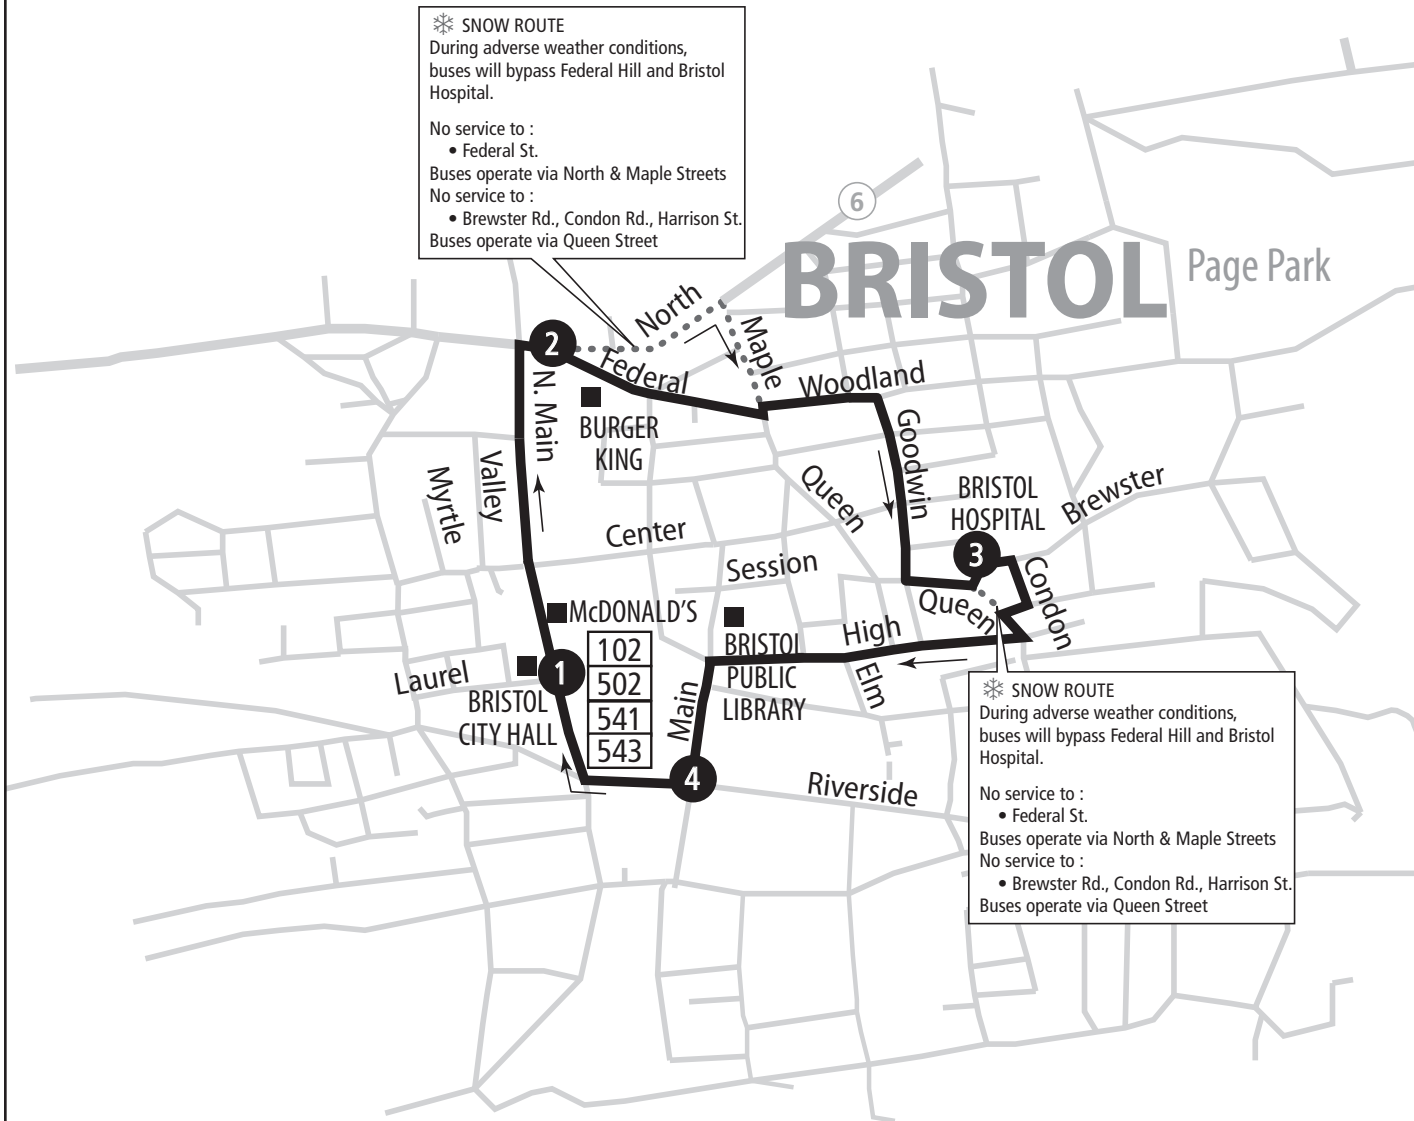 SNOW ROUTE
During adverse weather conditions,
buses will bypass Federal Hill and Bristol
Hospital.
No service to :
• Federal St.
Buses operate via North & Maple Streets
No service to :
• Brewster Rd., Condon Rd., Harrison St.
Buses operate via Queen Street
6
BRISTOL
Page Park
North
Maple
2
Federal
Woodland
N. Main
BURGER
KING
Goodwin
Valley
Myrtle
Queen
BRISTOL
HOSPITAL
Brewster
Center
3
Session
Condon
Queen
McDONALD'S
High
BRISTOL
PUBLIC
LIBRARY
Elm
102
502
541
543
1
Laurel
BRISTOL
CITY HALL
Main
4
Riverside
SNOW ROUTE
During adverse weather conditions,
buses will bypass Federal Hill and Bristol
Hospital.
No service to :
• Federal St.
Buses operate via North & Maple Streets
No service to :
• Brewster Rd., Condon Rd., Harrison St.
Buses operate via Queen Street